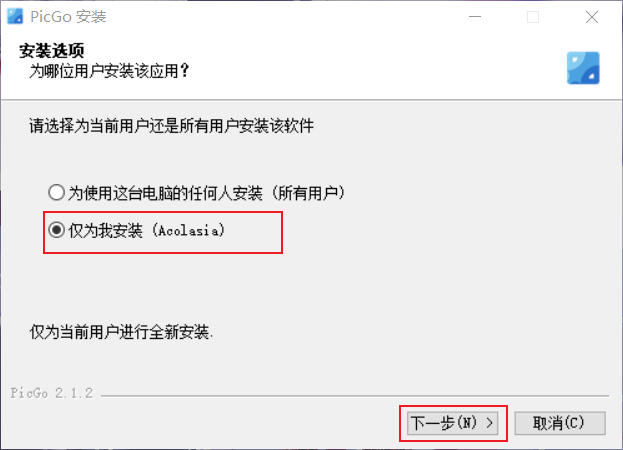 PicGo 安装
安装选项
为哪位用户安装该应用？
请选择为当前用户还是所有用户安装该软件
为使用这台电脑的任何人安装 (所有用户)
仅为我安装 (Acolasia)
仅为当前用户进行全新安装.
PicGo 2.1.2
下一步(N) >
取消(C)